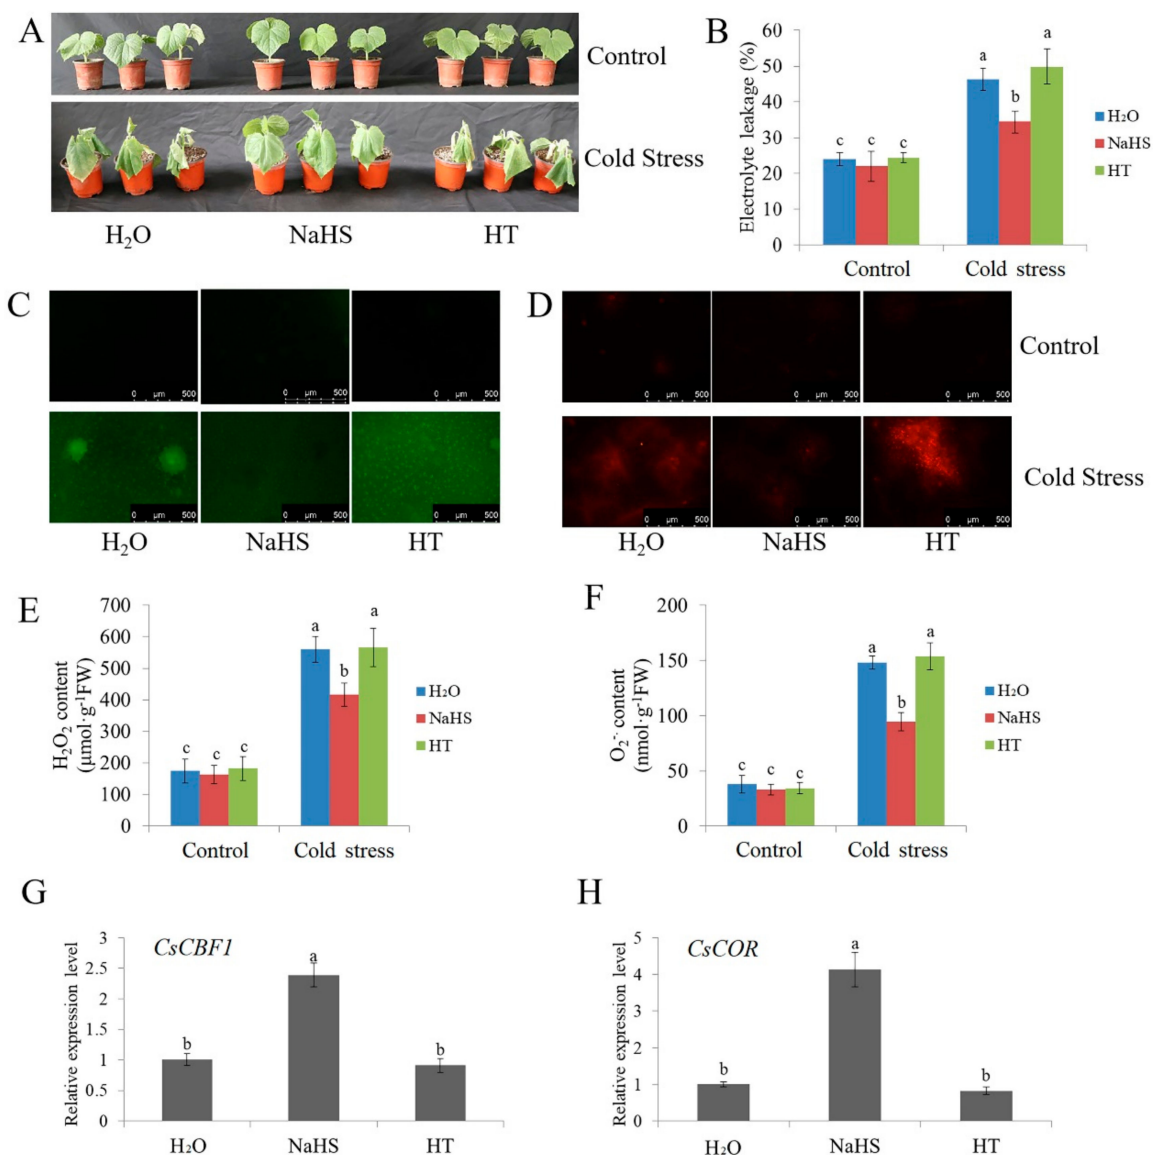 A
Control
Cold Stress
H₂O NaHS HT
B
Electrolyte leakage (%)
60
50
40
30
20
10
0
c c c
a b a
Control Cold stress
H₂O
NaHS
HT
C
0 µm 500
0 µm 500
0 µm 500
0 µm 500
0 µm 500
0 µm 500
H₂O NaHS HT
D
0 µm 500
0 µm 500
0 µm 500
0 µm 500
0 µm 500
0 µm 500
Control
Cold Stress
H₂O NaHS HT
E
H₂O₂ content
(µmol·g⁻¹FW)
700
600
500
400
300
200
100
0
c c c
a b a
Control Cold stress
H₂O
NaHS
HT
F
O₂⁻· content
(nmol·g⁻¹FW)
200
150
100
50
0
c c c
a b a
Control Cold stress
H₂O
NaHS
HT
G
Relative expression level
CsCBF1
3
2.5
2
1.5
1
0.5
0
b a b
H₂O NaHS HT
H
Relative expression level
CsCOR
5
4
3
2
1
0
b a b
H₂O NaHS HT